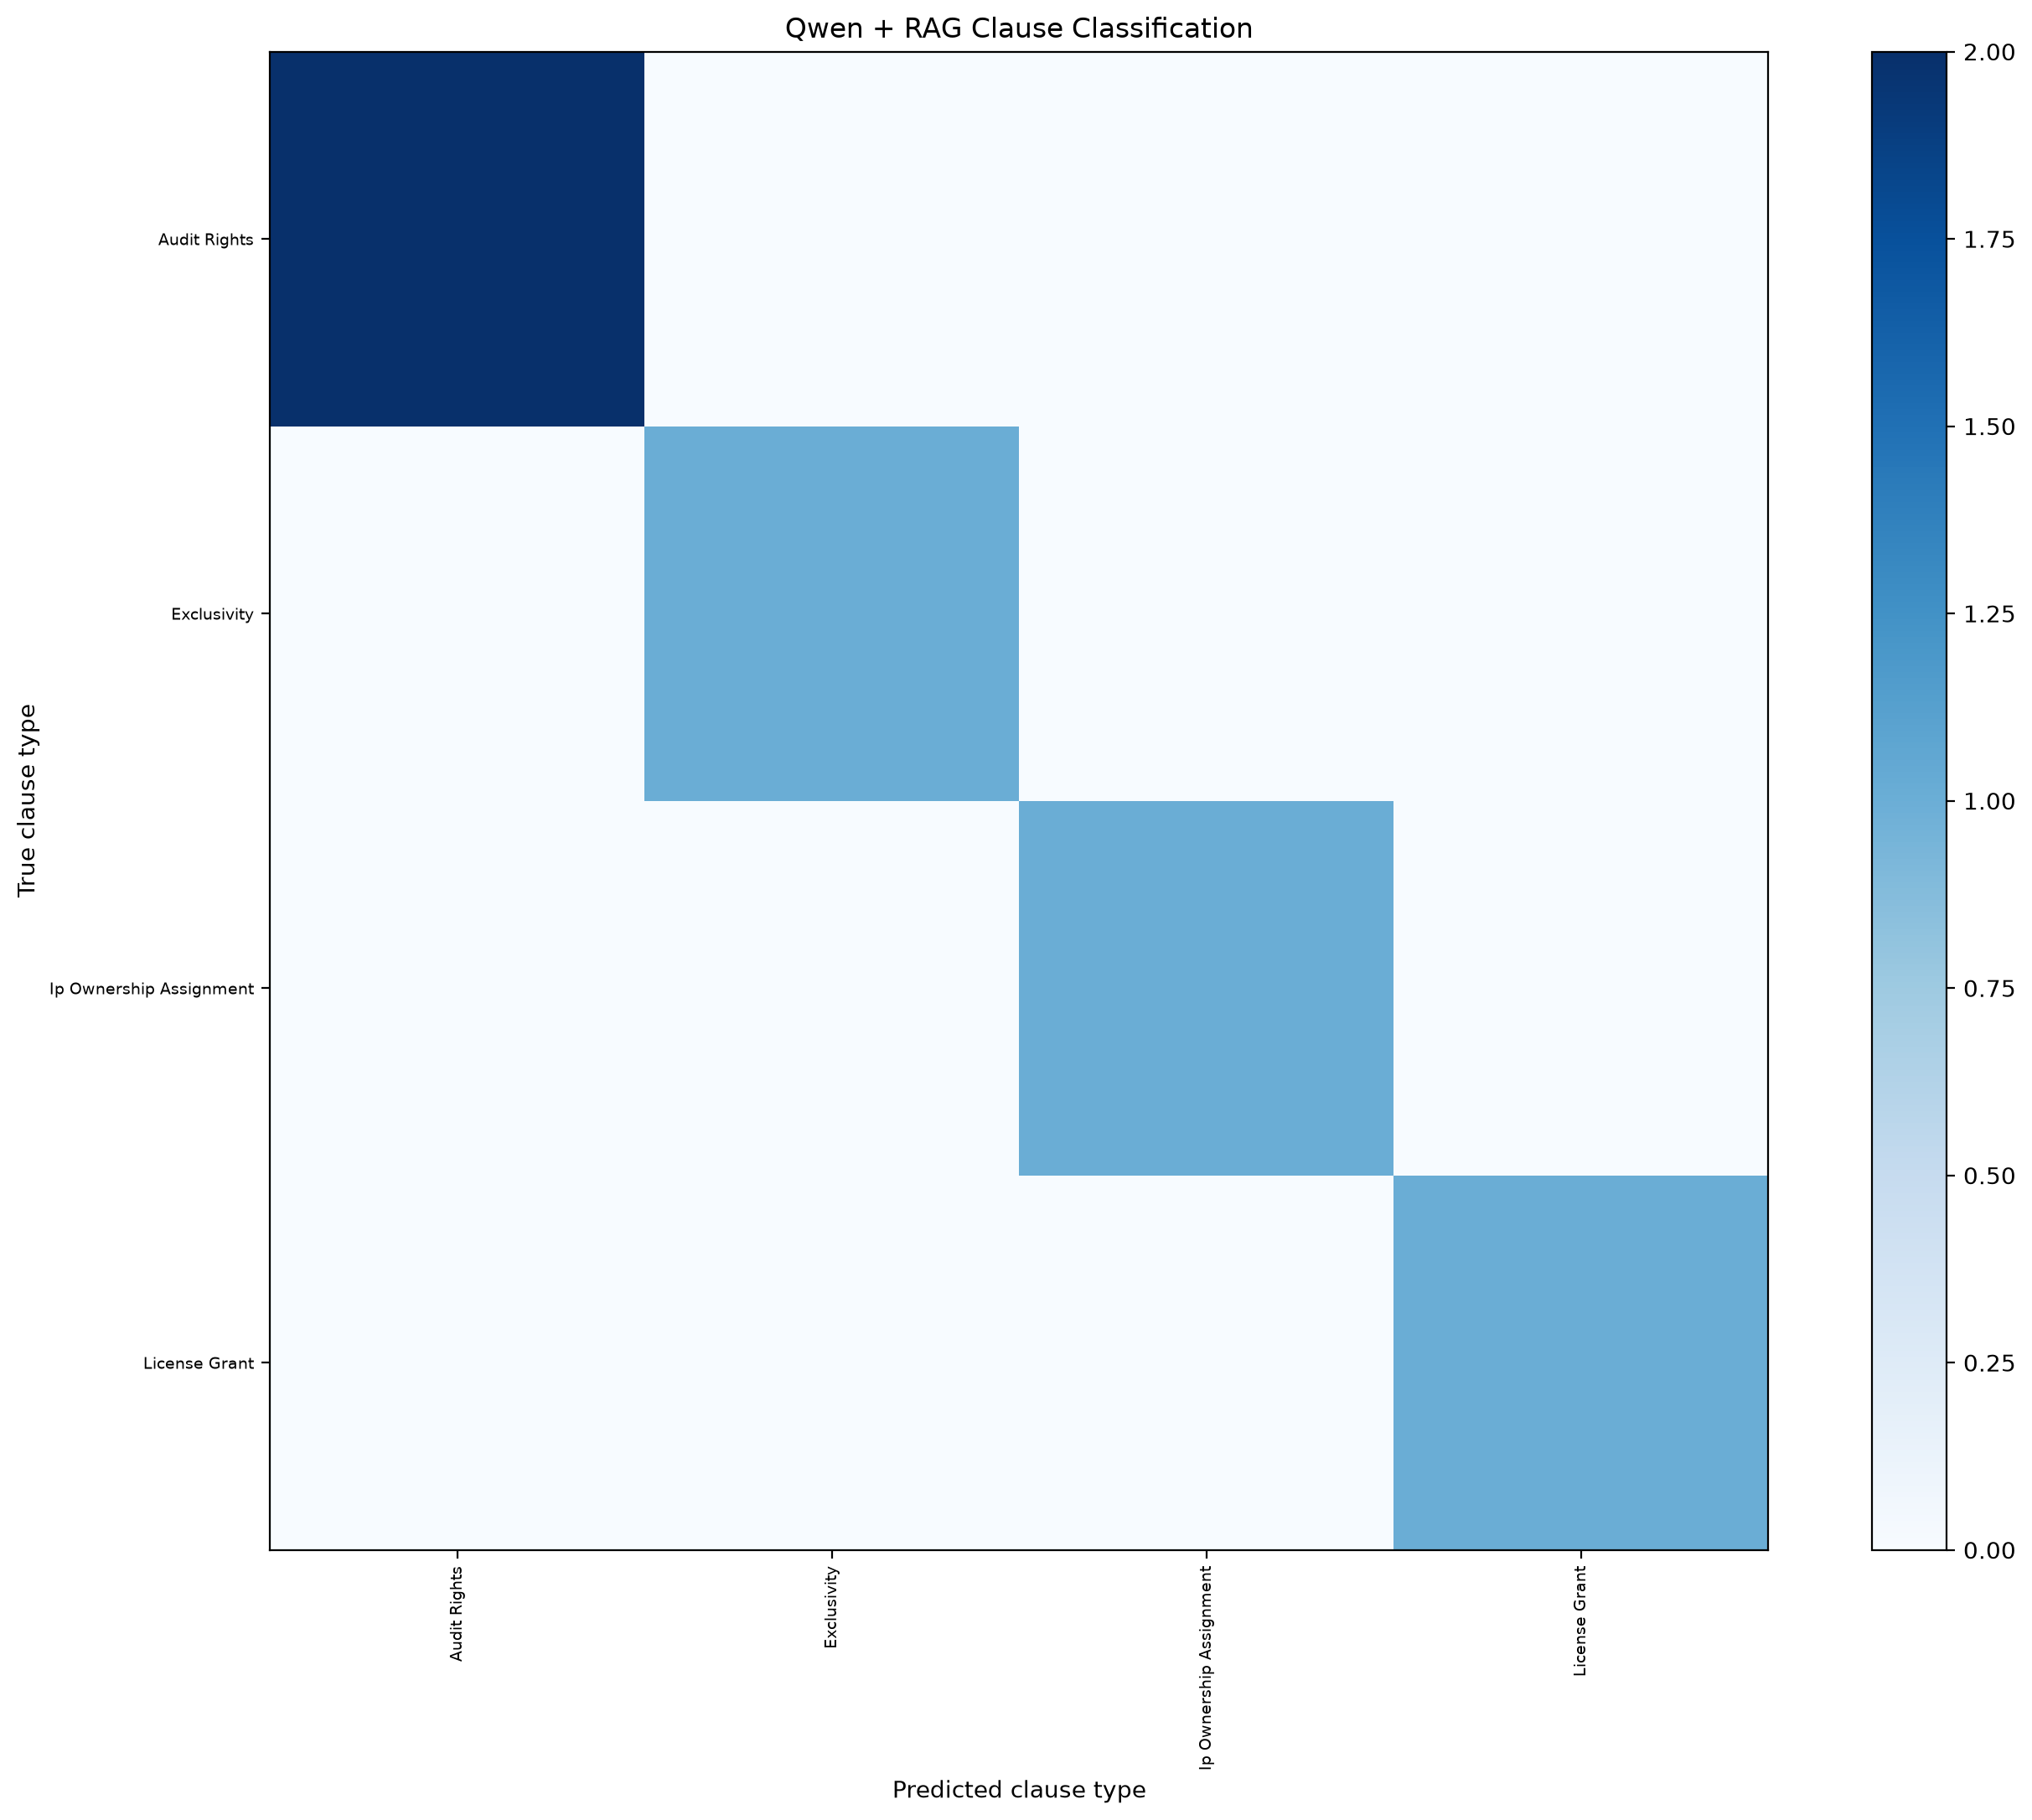 Qwen + RAG Clause Classification
True clause type
Audit Rights
Exclusivity
Ip Ownership Assignment
License Grant
Audit Rights
Exclusivity
Ip Ownership Assignment
License Grant
Predicted clause type
2.00
1.75
1.50
1.25
1.00
0.75
0.50
0.25
0.00